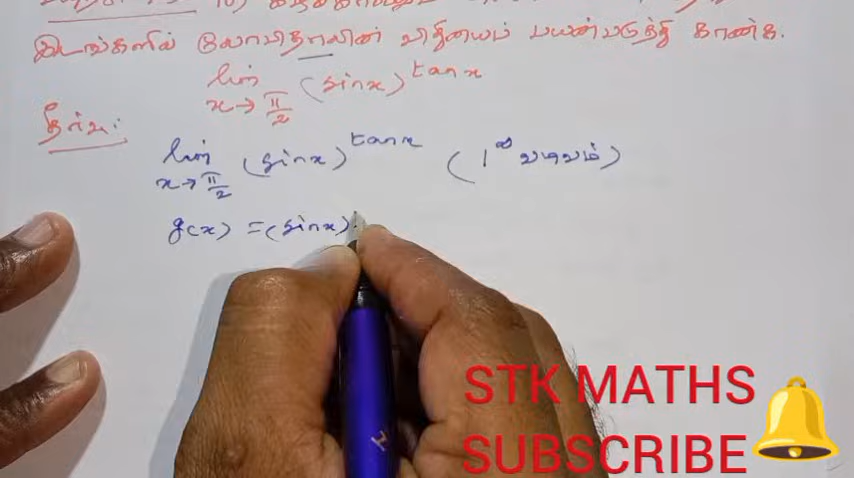 இடங்களில் லோபிதாலின் விதியைப் பயன்படுத்தி காண்க.
lim x→π/2 (sinx)^tanx
தீர்வு:
lim x→π/2 (sinx)^tanx (1^∞ வடிவம்)
g(x) = (sinx)
STK MATHS
SUBSCRIBE